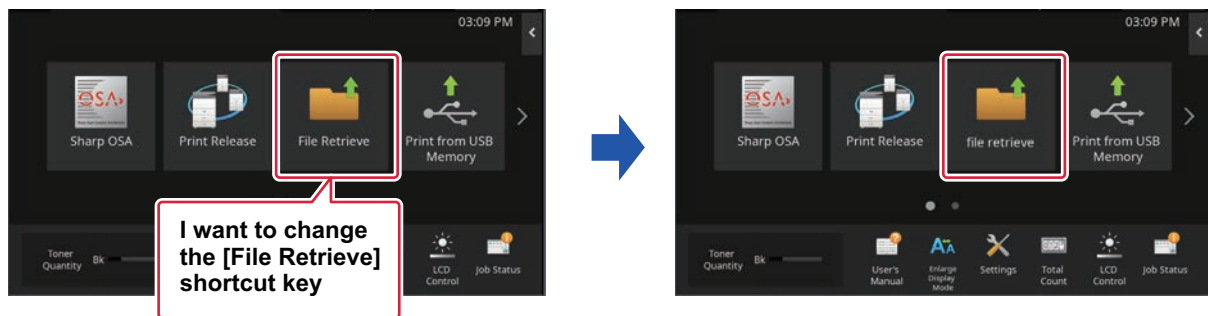 03:09 PM
OSA
Sharp OSA
Print Release
File Retrieve
Print from USB
Memory
I want to change
the [File Retrieve]
shortcut key
Toner
Quantity
Bk
LCD
Control
Job Status
03:09 PM
OSA
Sharp OSA
Print Release
file retrieve
Print from USB
Memory
Toner
Quantity
Bk
User's
Manual
Enlarge
Display
Mode
Settings
Total
Count
LCD
Control
Job Status